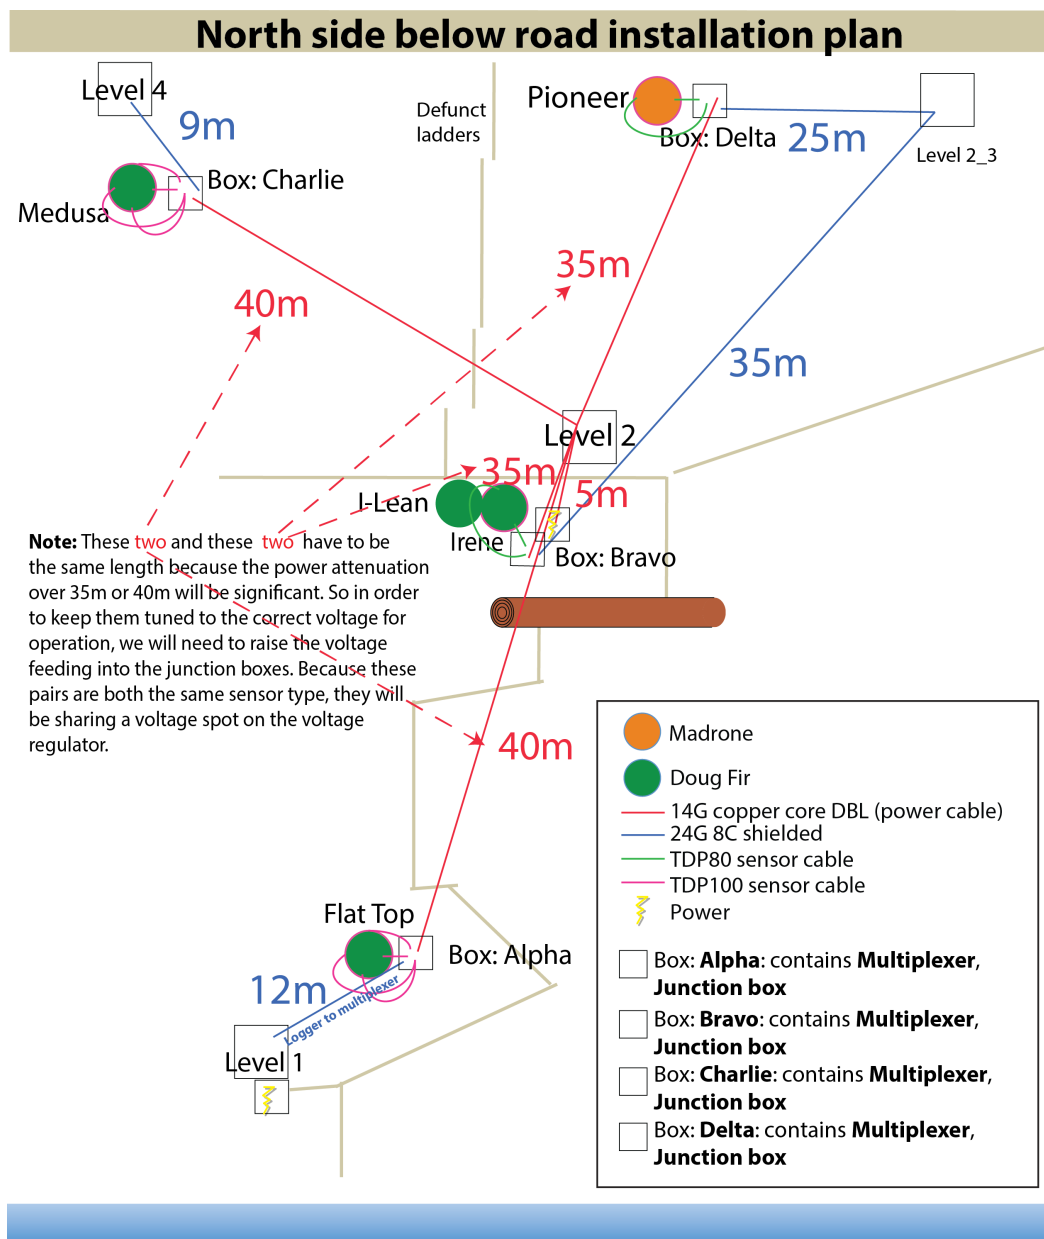 North side below road installation plan
Level 4
9m
Defunct
ladders
Pioneer
Box: Delta
25m
Level 2_3
Box: Charlie
Medusa
35m
40m
35m
Level 2
35m
5m
I-Lean
Irene
Box: Bravo
Note: These two and these two have to be
the same length because the power attenuation
over 35m or 40m will be significant. So in order
to keep them tuned to the correct voltage for
operation, we will need to raise the voltage
feeding into the junction boxes. Because these
pairs are both the same sensor type, they will
be sharing a voltage spot on the voltage
regulator.
40m
Flat Top
Box: Alpha
12m
Logger to multiplexer
Level 1
Madrone
Doug Fir
14G copper core DBL (power cable)
24G 8C shielded
TDP80 sensor cable
TDP100 sensor cable
Power
Box: Alpha: contains Multiplexer,
Junction box
Box: Bravo: contains Multiplexer,
Junction box
Box: Charlie: contains Multiplexer,
Junction box
Box: Delta: contains Multiplexer,
Junction box